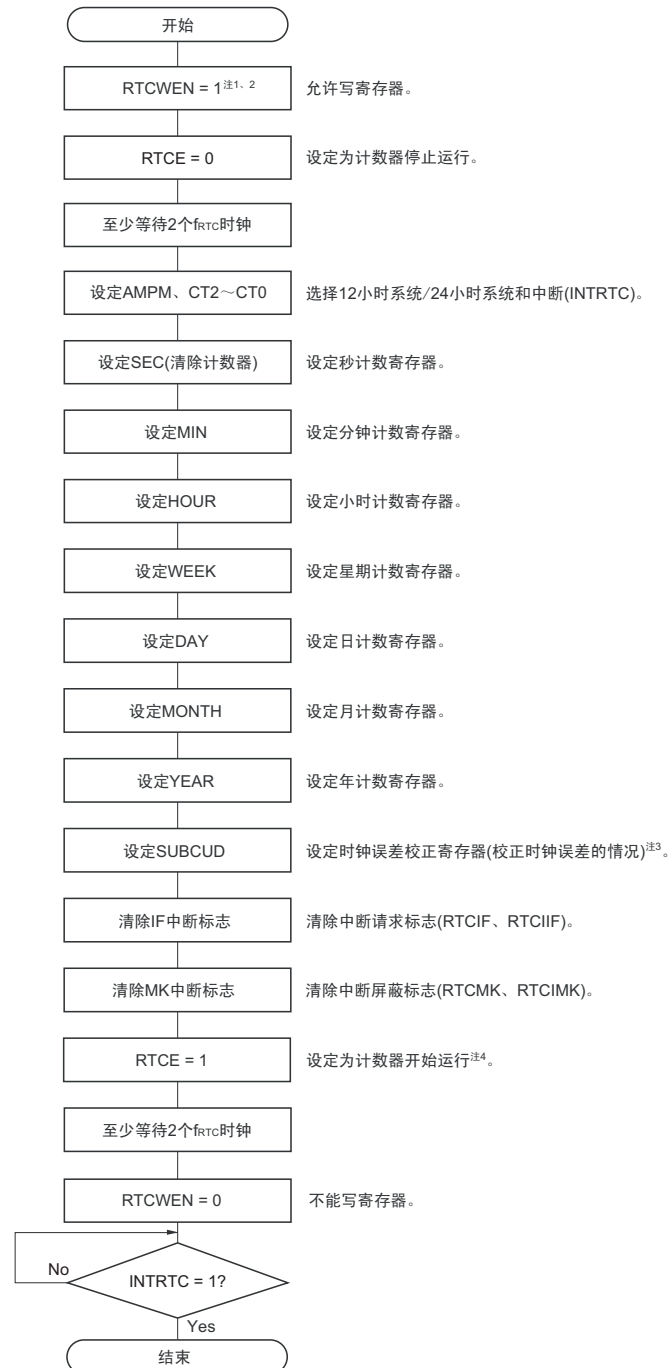 开始
RTCWEN = 1注1、2 允许写寄存器。
RTCE = 0 设定为计数器停止运行。
至少等待2个fRTC时钟
设定AMPM、CT2～CT0 选择12小时系统/24小时系统和中断(INTRTC)。
设定SEC(清除计数器) 设定秒计数寄存器。
设定MIN 设定分钟计数寄存器。
设定HOUR 设定小时计数寄存器。
设定WEEK 设定星期计数寄存器。
设定DAY 设定日计数寄存器。
设定MONTH 设定月计数寄存器。
设定YEAR 设定年计数寄存器。
设定SUBCUD 设定时钟误差校正寄存器(校正时钟误差的情况)注3。
清除IF中断标志 清除中断请求标志(RTCIF、RTCIIF)。
清除MK中断标志 清除中断屏蔽标志(RTCMK、RTCIMK)。
RTCE = 1 设定为计数器开始运行注4。
至少等待2个fRTC时钟
RTCWEN = 0 不能写寄存器。
No
INTRTC = 1?
Yes
结束